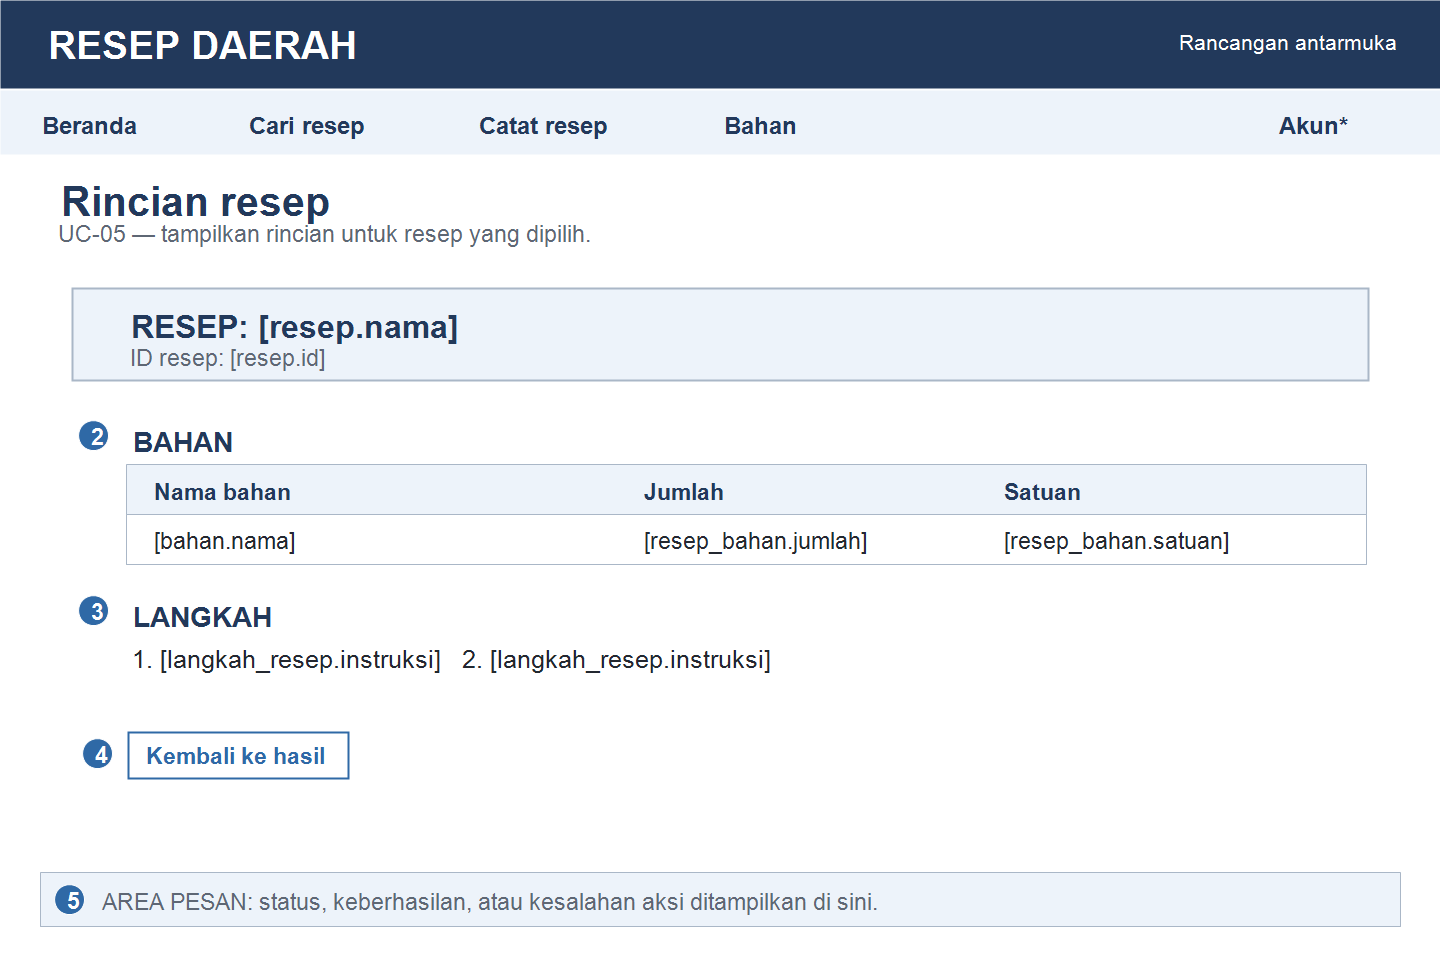 RESEP DAERAH
Rancangan antarmuka
Beranda Cari resep Catat resep Bahan Akun*
Rincian resep
UC-05 — tampilkan rincian untuk resep yang dipilih.
RESEP: [resep.nama]
ID resep: [resep.id]
2 BAHAN
Nama bahan Jumlah Satuan
[bahan.nama] [resep_bahan.jumlah] [resep_bahan.satuan]
3 LANGKAH
1. [langkah_resep.instruksi] 2. [langkah_resep.instruksi]
4 Kembali ke hasil
5 AREA PESAN: status, keberhasilan, atau kesalahan aksi ditampilkan di sini.